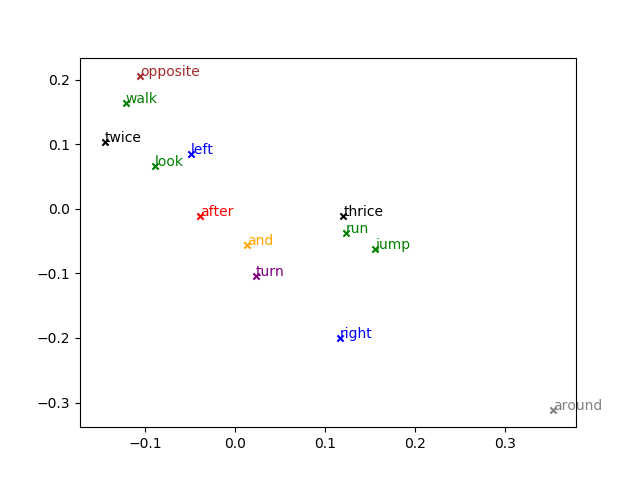 opposite
0.2
walk
twice
0.1
left
look
after
thrice
0.0
run
and
jump
turn
−0.1
right
−0.2
around
−0.3
−0.1 0.0 0.1 0.2 0.3